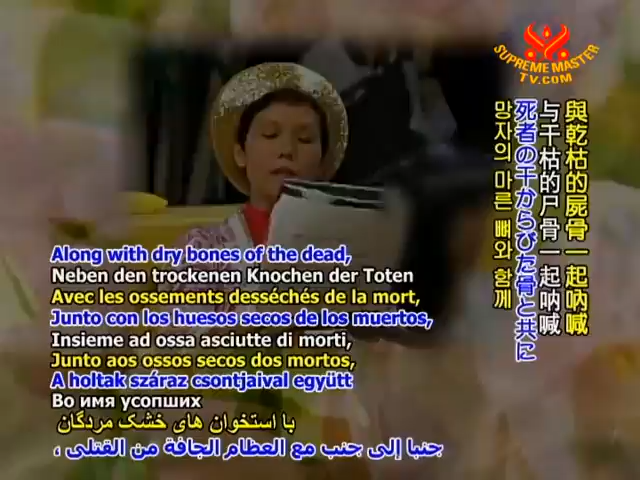 SUPREME MASTER
TV.COM
與乾枯的屍骨一起吶喊
与干枯的尸骨一起呐喊
死者の干からびた骨と共に
망자의 마른 뼈와 함께
Along with dry bones of the dead,
Neben den trockenen Knochen der Toten
Avec les ossements desséchés de la mort,
Junto con los huesos secos de los muertos,
Insieme ad ossa asciutte di morti,
Junto aos ossos secos dos mortos,
A holtak száraz csontjaival együtt
Во имя усопших
با استخوان های خشک مردگان
جنبا إلى جنب مع العظام الجافة من القتلى ،